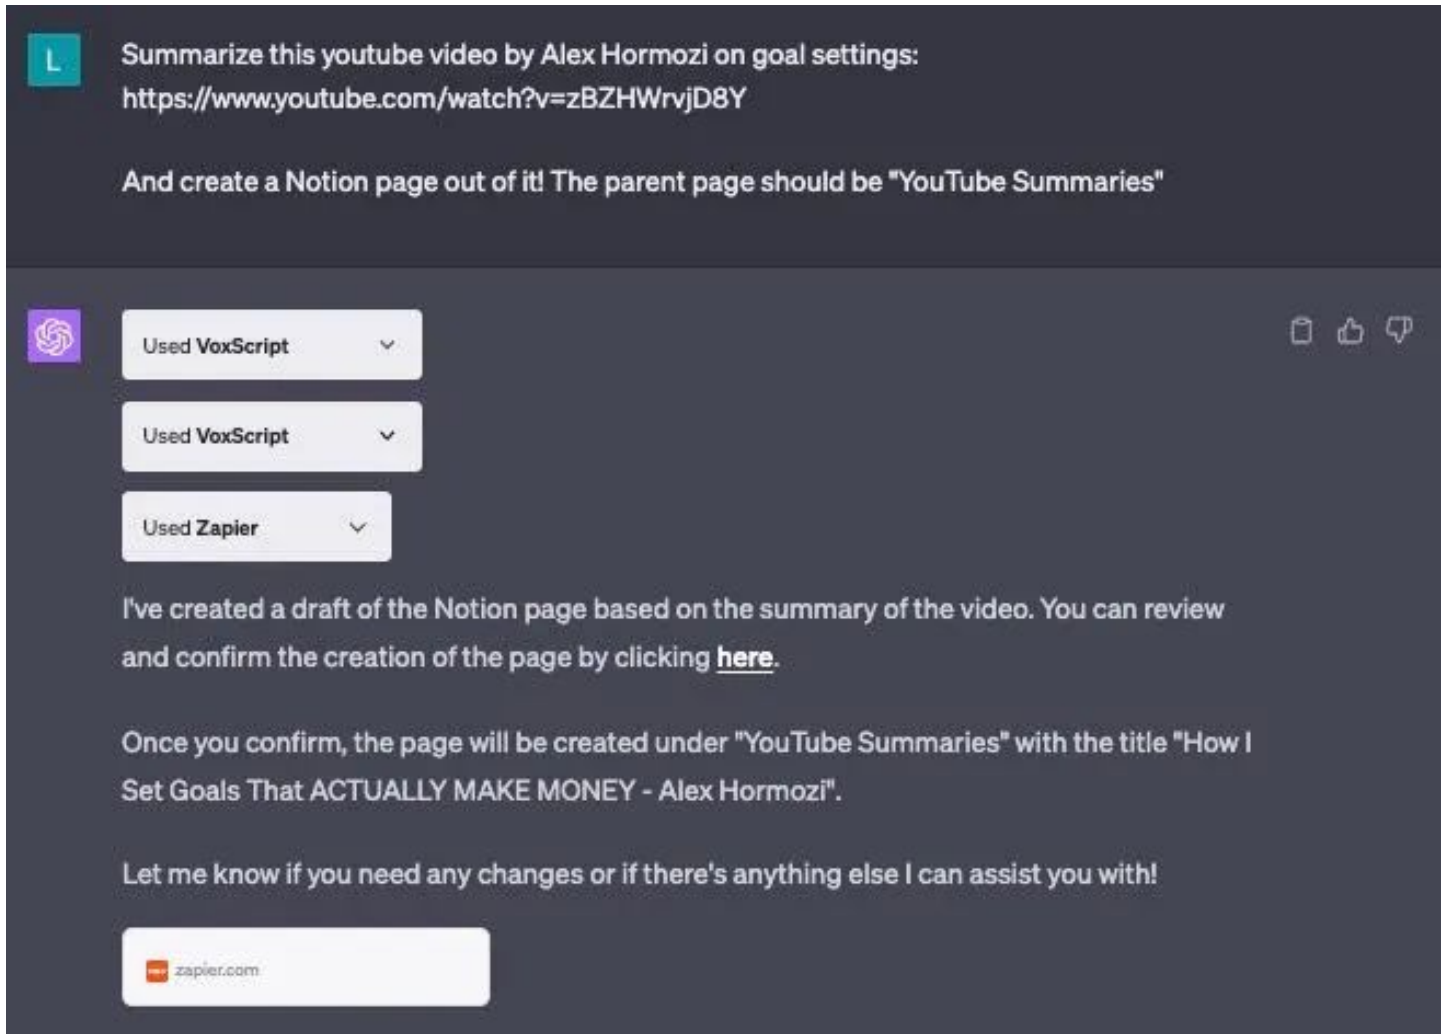 L
Summarize this youtube video by Alex Hormozi on goal settings:
https://www.youtube.com/watch?v=zBZHWrvjD8Y
And create a Notion page out of it! The parent page should be "YouTube Summaries"
Used VoxScript
Used VoxScript
Used Zapier
I've created a draft of the Notion page based on the summary of the video. You can review
and confirm the creation of the page by clicking here.
Once you confirm, the page will be created under "YouTube Summaries" with the title "How I
Set Goals That ACTUALLY MAKE MONEY - Alex Hormozi".
Let me know if you need any changes or if there's anything else I can assist you with!
zapier.com